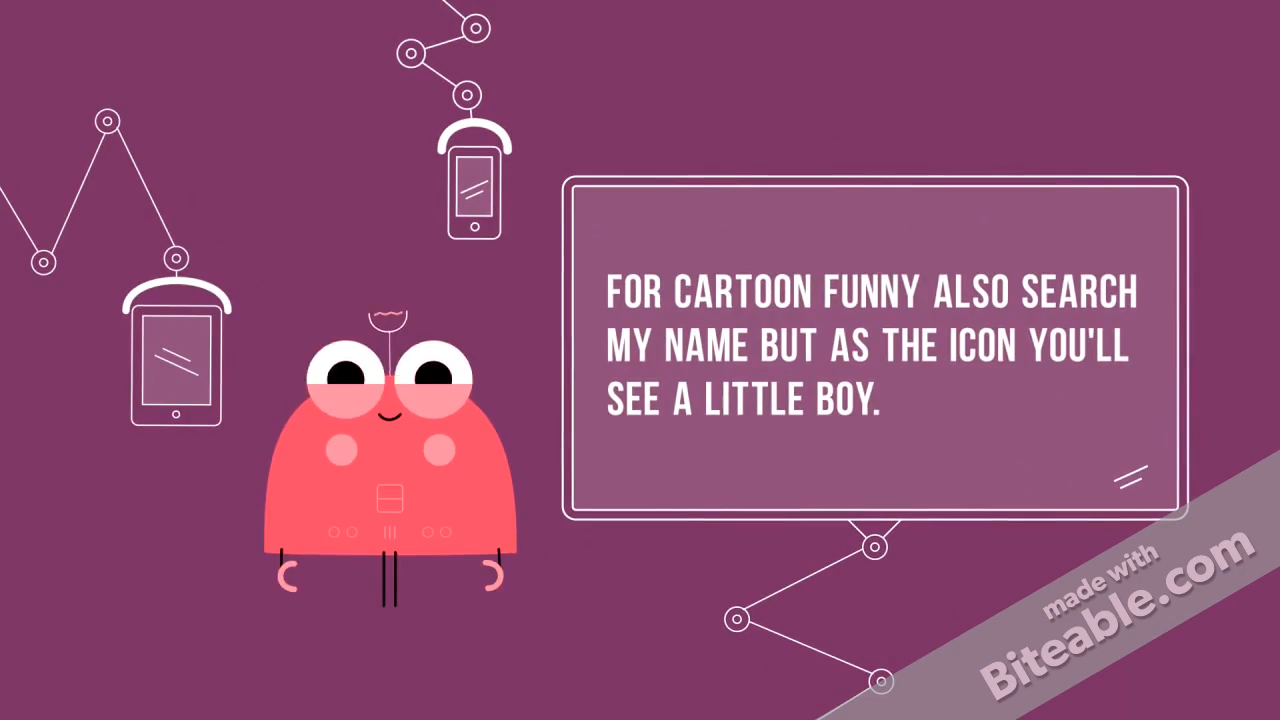 FOR CARTOON FUNNY ALSO SEARCH
MY NAME BUT AS THE ICON YOU'LL
SEE A LITTLE BOY.
made with
Biteable.com